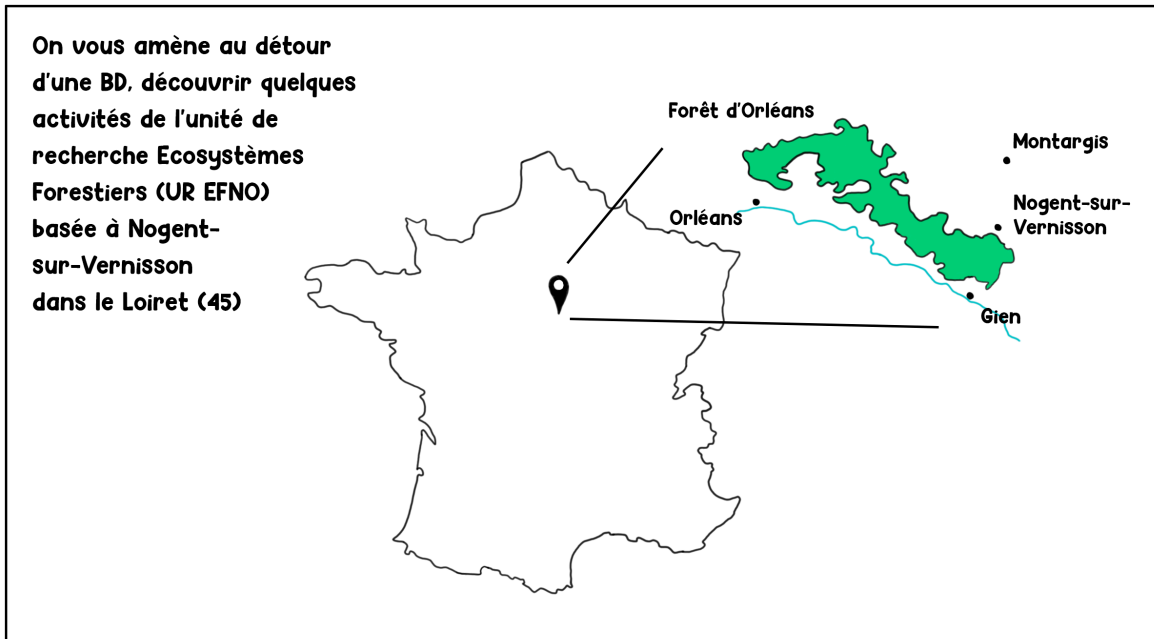 On vous amène au détour
d'une BD, découvrir quelques
activités de l'unité de
recherche Ecosystèmes
Forestiers (UR EFNO)
basée à Nogent-
sur-Vernisson
dans le Loiret (45)
Forêt d'Orléans
Montargis
Orléans
Nogent-sur-
Vernisson
Gien